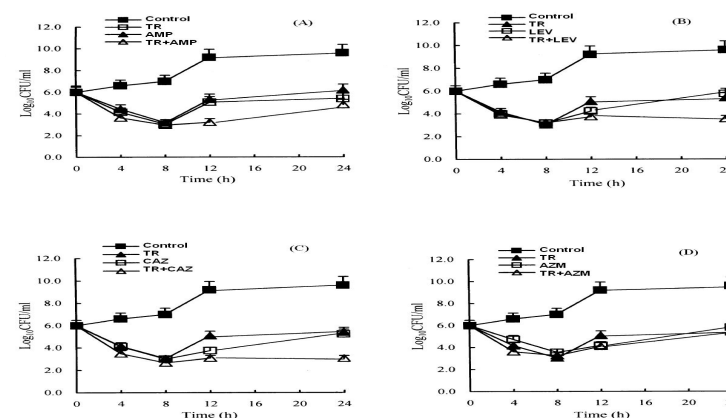 Control
TR
AMP
TR+AMP
(A)
12.0
10.0
8.0
6.0
4.0
2.0
0.0
Log10CFU/ml
0 4 8 12 16 20 24
Time (h)
Control
TR
LEV
TR+LEV
(B)
12.0
10.0
8.0
6.0
4.0
2.0
0.0
Log10CFU/ml
0 4 8 12 16 20
Time (h)
Control
TR
CAZ
TR+CAZ
(C)
12.0
10.0
8.0
6.0
4.0
2.0
0.0
Log10CFU/ml
0 4 8 12 16 20 24
Time (h)
Control
TR
AZM
TR+AZM
(D)
12.0
10.0
8.0
6.0
4.0
2.0
0.0
Log10CFU/ml
0 4 8 12 16 20
Time (h)